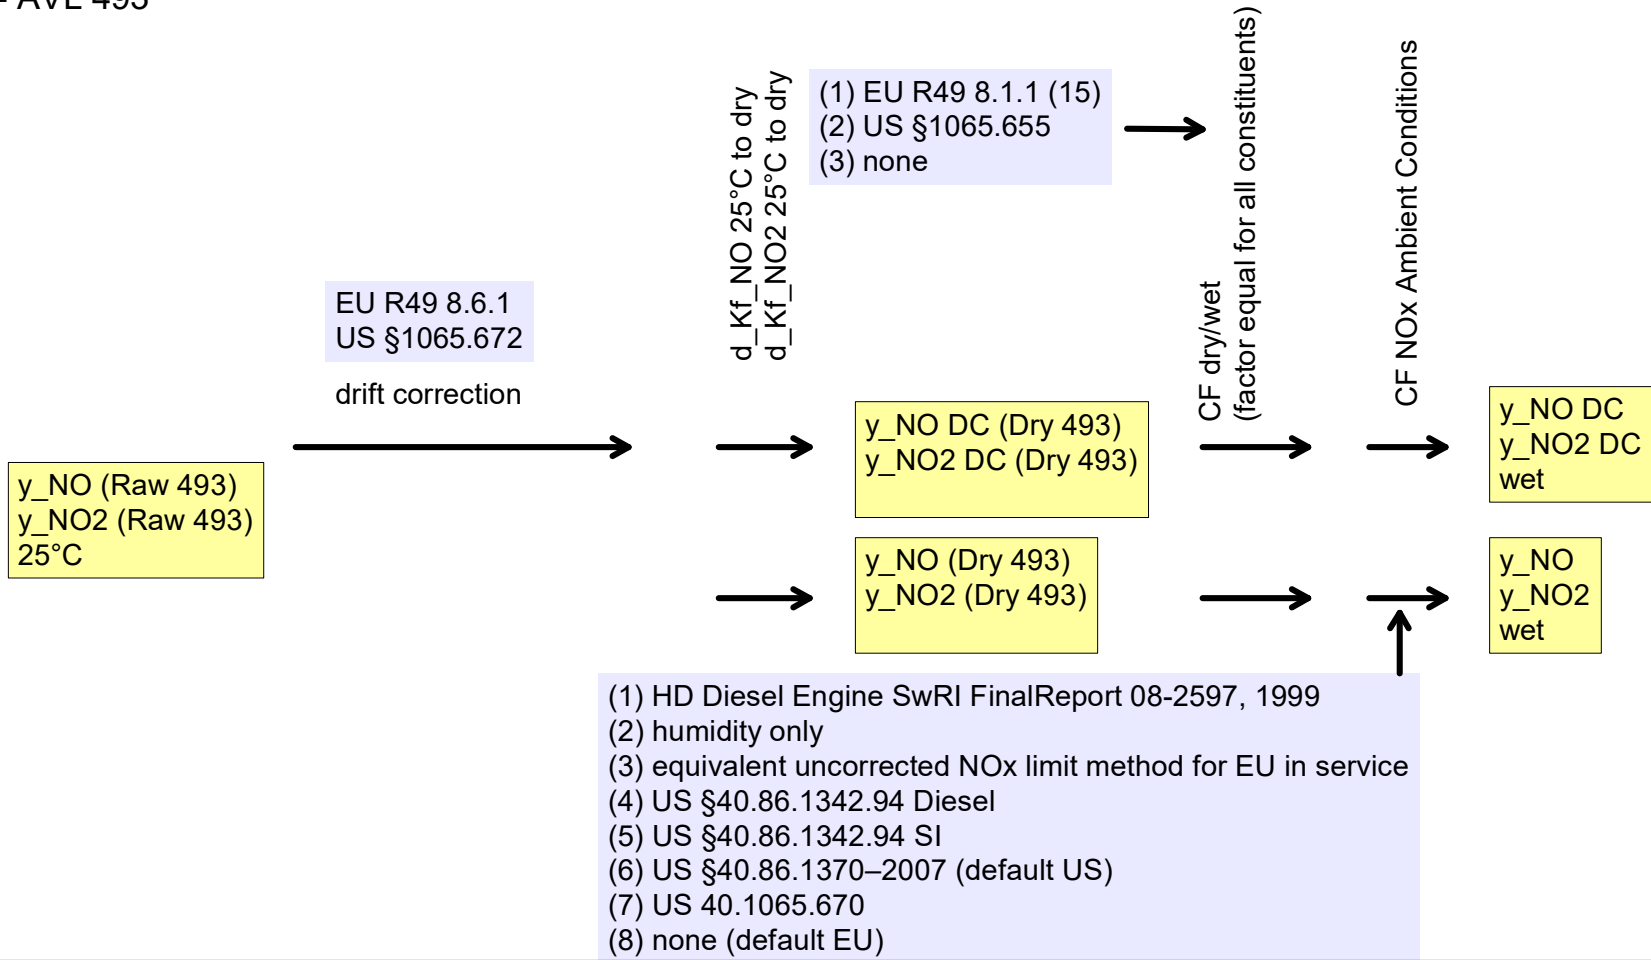 - AVL 493
d_Kf_NO 25°C to dry
d_Kf_NO2 25°C to dry
(1) EU R49 8.1.1 (15)
(2) US §1065.655
(3) none
CF dry/wet
(factor equal for all constituents)
CF NOx Ambient Conditions
EU R49 8.6.1
US §1065.672
drift correction
y_NO (Raw 493)
y_NO2 (Raw 493)
25°C
y_NO DC (Dry 493)
y_NO2 DC (Dry 493)
y_NO DC
y_NO2 DC
wet
y_NO (Dry 493)
y_NO2 (Dry 493)
y_NO
y_NO2
wet
(1) HD Diesel Engine SwRI FinalReport 08-2597, 1999
(2) humidity only
(3) equivalent uncorrected NOx limit method for EU in service
(4) US §40.86.1342.94 Diesel
(5) US §40.86.1342.94 SI
(6) US §40.86.1370–2007 (default US)
(7) US 40.1065.670
(8) none (default EU)